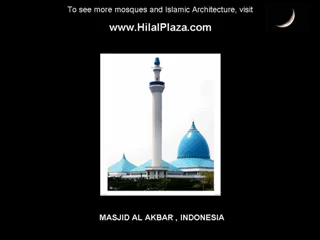 To see more mosques and Islamic Architecture, visit
www.HilalPlaza.com
MASJID AL AKBAR , INDONESIA